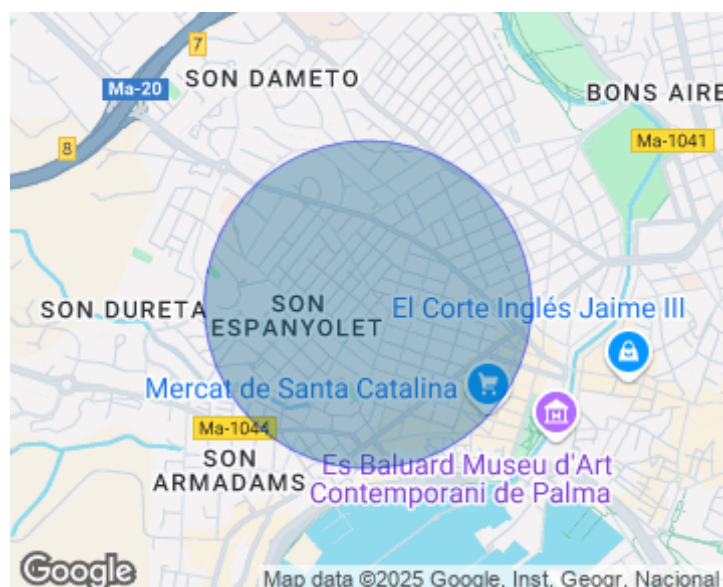 7
SON DAMETO
Ma-20
BONS AIRE
Ma-1041
8
SON DURETA
SON
ESPANYOLET
El Corte Inglés Jaime III
Mercat de Santa Catalina
Ma-1044
SON
ARMADAMS
Es Baluard Museu d'Art
Contemporani de Palma
Google
Map data ©2025 Google, Inst. Geogr. Nacional